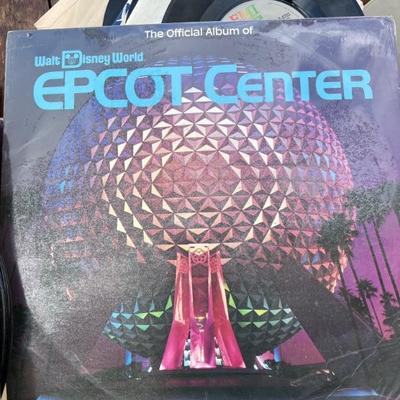 The Official Album of
Walt Disney World
EPCOT CENTER